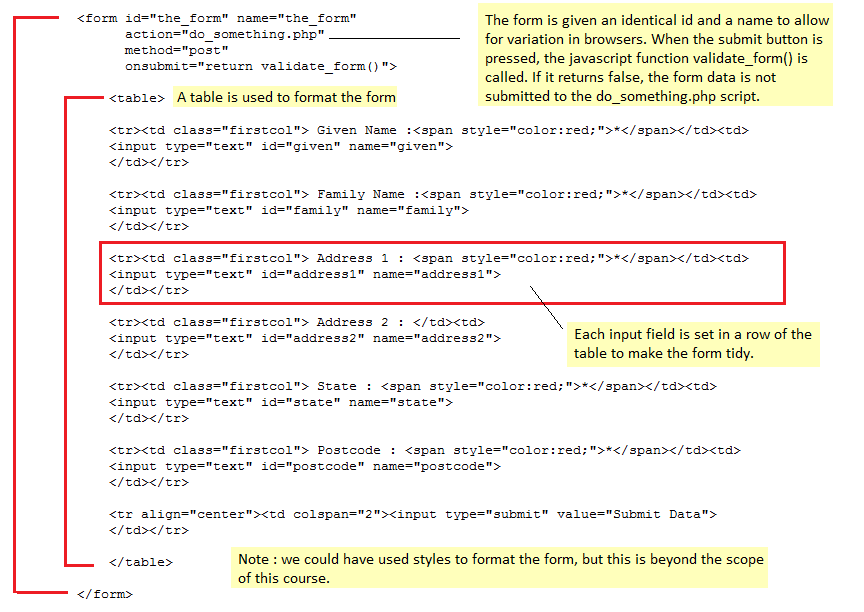 <form id="the_form" name="the_form"
action="do_something.php"
method="post"
onsubmit="return validate_form()">
The form is given an identical id and a name to allow
for variation in browsers. When the submit button is
pressed, the javascript function validate_form() is
called. If it returns false, the form data is not
submitted to the do_something.php script.
<table>
A table is used to format the form
<tr><td class="firstcol"> Given Name :<span style="color:red;">*</span></td><td>
<input type="text" id="given" name="given">
</td></tr>
<tr><td class="firstcol"> Family Name :<span style="color:red;">*</span></td><td>
<input type="text" id="family" name="family">
</td></tr>
<tr><td class="firstcol"> Address 1 : <span style="color:red;">*</span></td><td>
<input type="text" id="address1" name="address1">
</td></tr>
<tr><td class="firstcol"> Address 2 : </td><td>
<input type="text" id="address2" name="address2">
</td></tr>
Each input field is set in a row of the
table to make the form tidy.
<tr><td class="firstcol"> State : <span style="color:red;">*</span></td><td>
<input type="text" id="state" name="state">
</td></tr>
<tr><td class="firstcol"> Postcode : <span style="color:red;">*</span></td><td>
<input type="text" id="postcode" name="postcode">
</td></tr>
<tr align="center"><td colspan="2"><input type="submit" value="Submit Data">
</td></tr>
</table>
Note : we could have used styles to format the form, but this is beyond the scope
of this course.
</form>